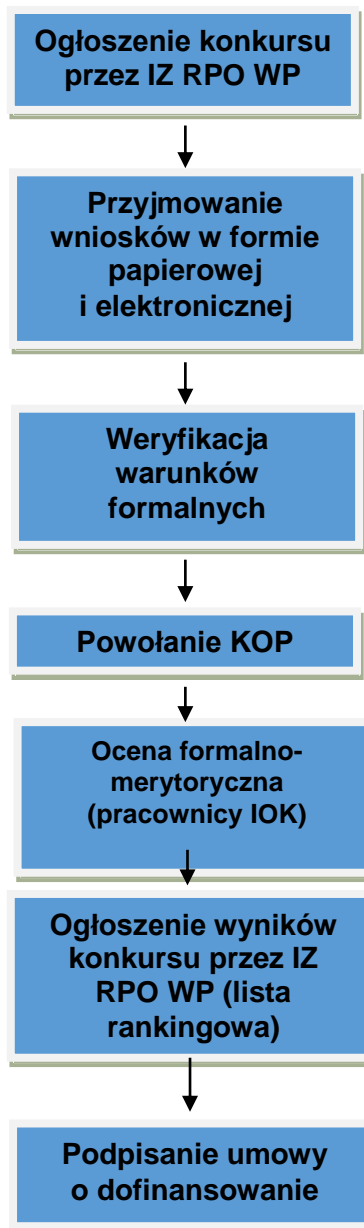 Ogłoszenie konkursu
przez IZ RPO WP
Przyjmowanie
wniosków w formie
papierowej
i elektronicznej
Weryfikacja
warunków
formalnych
Powołanie KOP
Ocena formalno-
merytoryczna
(pracownicy IOK)
Ogłoszenie wyników
konkursu przez IZ
RPO WP (lista
rankingowa)
Podpisanie umowy
o dofinansowanie